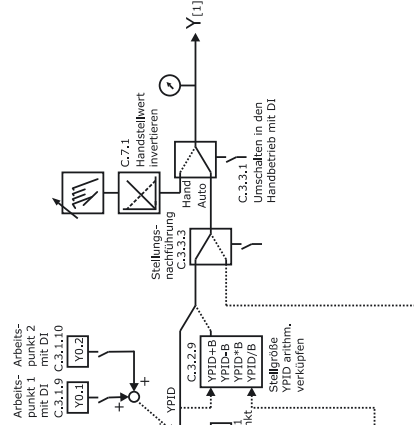 Y[1]
C.7.1
Handstellwert
invertieren
Hand
Auto
C.3.3.1
Umschalten in den
Handbetrieb mit DI
Stellungs-
nachführung
C.3.3.3
Arbeits-
punkt 1
mit DI
C.3.1.9
Y0.1
Arbeits-
punkt 2
mit DI
C.3.1.10
Y0.2
+
+
YPID
C.3.2.9
YPID+B
YPID-B
YPID*B
YPID/B
Stellgröße
YPID arithm.
verküpfen